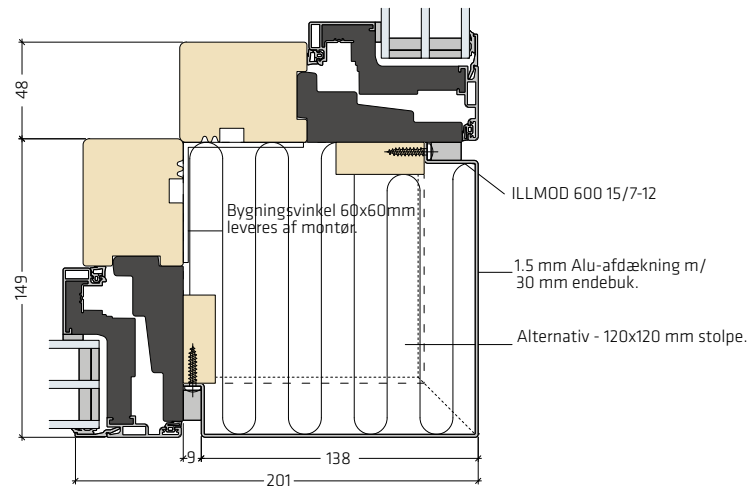 48
149
Bygningsvinkel 60x60mm
leveres af montør.
ILLMOD 600 15/7-12
1.5 mm Alu-afdækning m/
30 mm endebuk.
Alternativ - 120x120 mm stolpe.
9
138
201